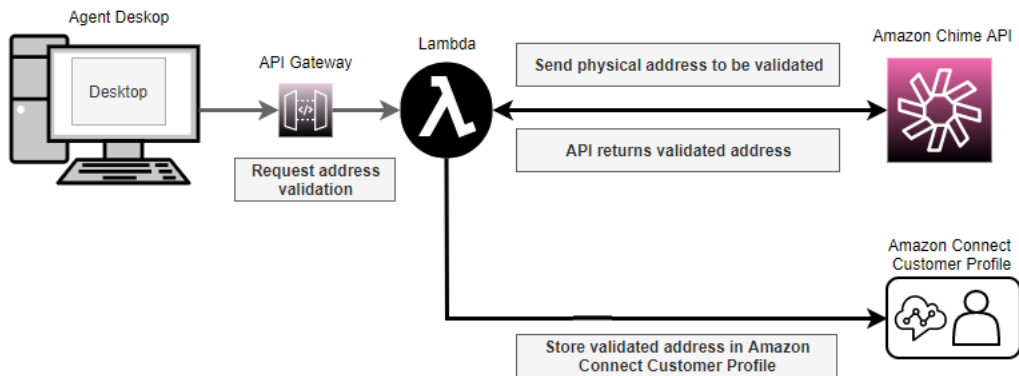 Agent Deskop
Desktop
API Gateway
Request address
validation
Lambda
Send physical address to be validated
API returns validated address
Amazon Chime API
Amazon Connect
Customer Profile
Store validated address in Amazon
Connect Customer Profile